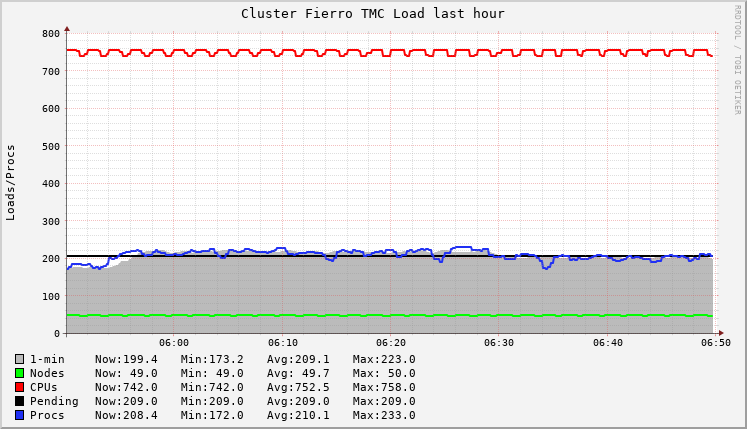 Cluster Fierro TMC Load last hour
RRDTOOL / TOBI OETIKER
Loads/Procs
800
700
600
500
400
300
200
100
0
06:00 06:10 06:20 06:30 06:40 06:50
1-min Now:199.4 Min:173.2 Avg:209.1 Max:223.0
Nodes Now: 49.0 Min: 49.0 Avg: 49.7 Max: 50.0
CPUs Now:742.0 Min:742.0 Avg:752.5 Max:758.0
Pending Now:209.0 Min:209.0 Avg:209.0 Max:209.0
Procs Now:208.4 Min:172.0 Avg:210.1 Max:233.0